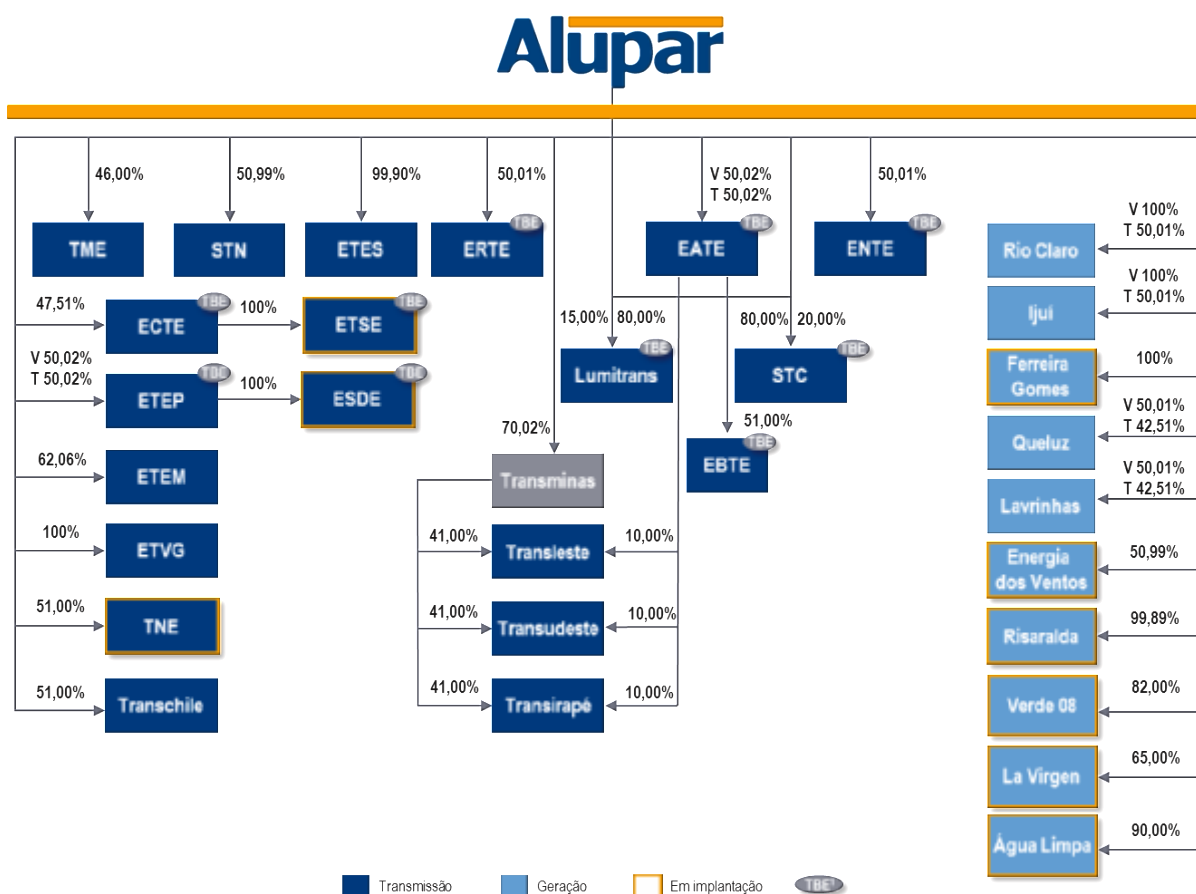 Alupar
46,00%
50,99%
99,90%
50,01%
V 50,02%
T 50,02%
50,01%
TME
STN
ETES
ERTE
TBE
EATE
TBE
ENTE
TBE
V 100%
T 50,01%
Rio Claro
47,51%
ECTE
TBE
100%
ETSE
TBE
15,00%
80,00%
80,00%
20,00%
V 100%
T 50,01%
Ijuí
V 50,02%
T 50,02%
ETEP
100%
ESDE
Lumitrans
TBE
STC
TBE
100%
Ferreira
Gomes
70,02%
51,00%
EBTE
TBE
V 50,01%
T 42,51%
Queluz
62,06%
ETEM
Transminas
V 50,01%
T 42,51%
Lavrinhas
100%
ETVG
41,00%
Transleste
10,00%
50,99%
Energia
dos Ventos
51,00%
TNE
41,00%
Transudeste
10,00%
99,89%
Risaralda
51,00%
Transchile
41,00%
Transirapé
10,00%
82,00%
Verde 08
65,00%
La Virgen
90,00%
Água Limpa
Transmissão
Geração
Em implantação
TBE